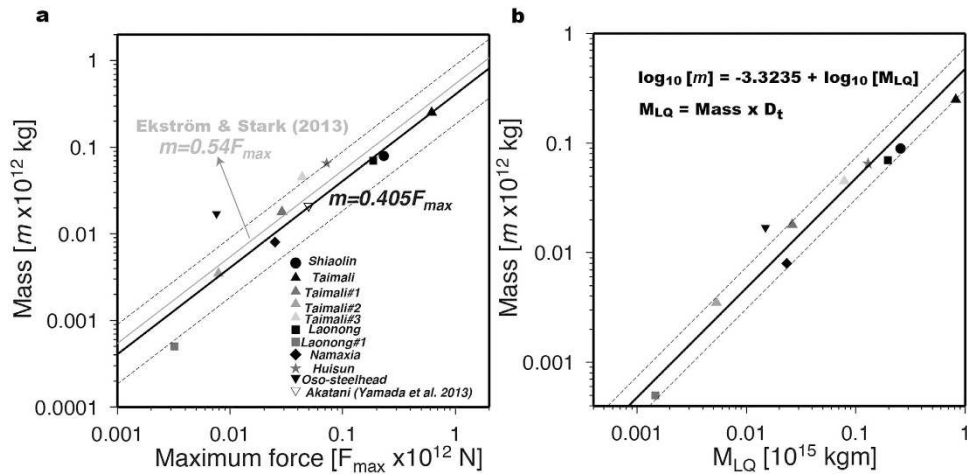 a
Mass [m x10¹² kg]
1
0.1
0.01
0.001
0.0001
Ekström & Stark (2013)
m=0.54Fmax
m=0.405Fmax
Shiaolin
Taimali
Taimali#1
Taimali#2
Taimali#3
Laonong
Laonong#1
Namaxia
Huisun
Oso-steelhead
Akatani (Yamada et al. 2013)
0.001 0.01 0.1 1
Maximum force [Fmax x10¹² N]
b
Mass [m x10¹² kg]
1
0.1
0.01
0.001
log₁₀ [m] = -3.3235 + log₁₀ [MLQ]
MLQ = Mass x Dt
0.001 0.01 0.1 1
MLQ [10¹⁵ kgm]